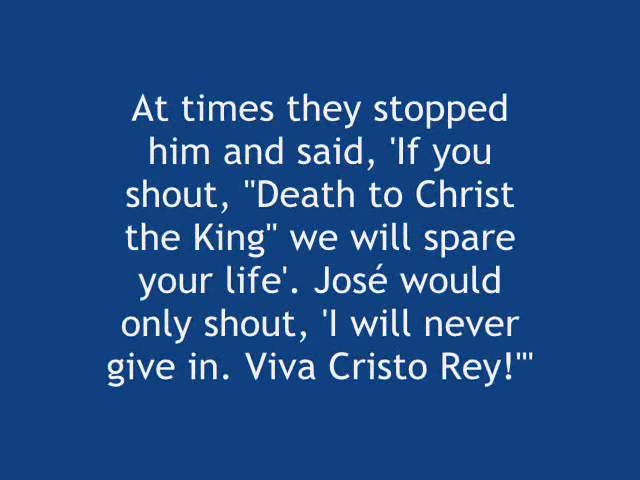 At times they stopped
him and said, 'If you
shout, "Death to Christ
the King" we will spare
your life'. José would
only shout, 'I will never
give in. Viva Cristo Rey!'"